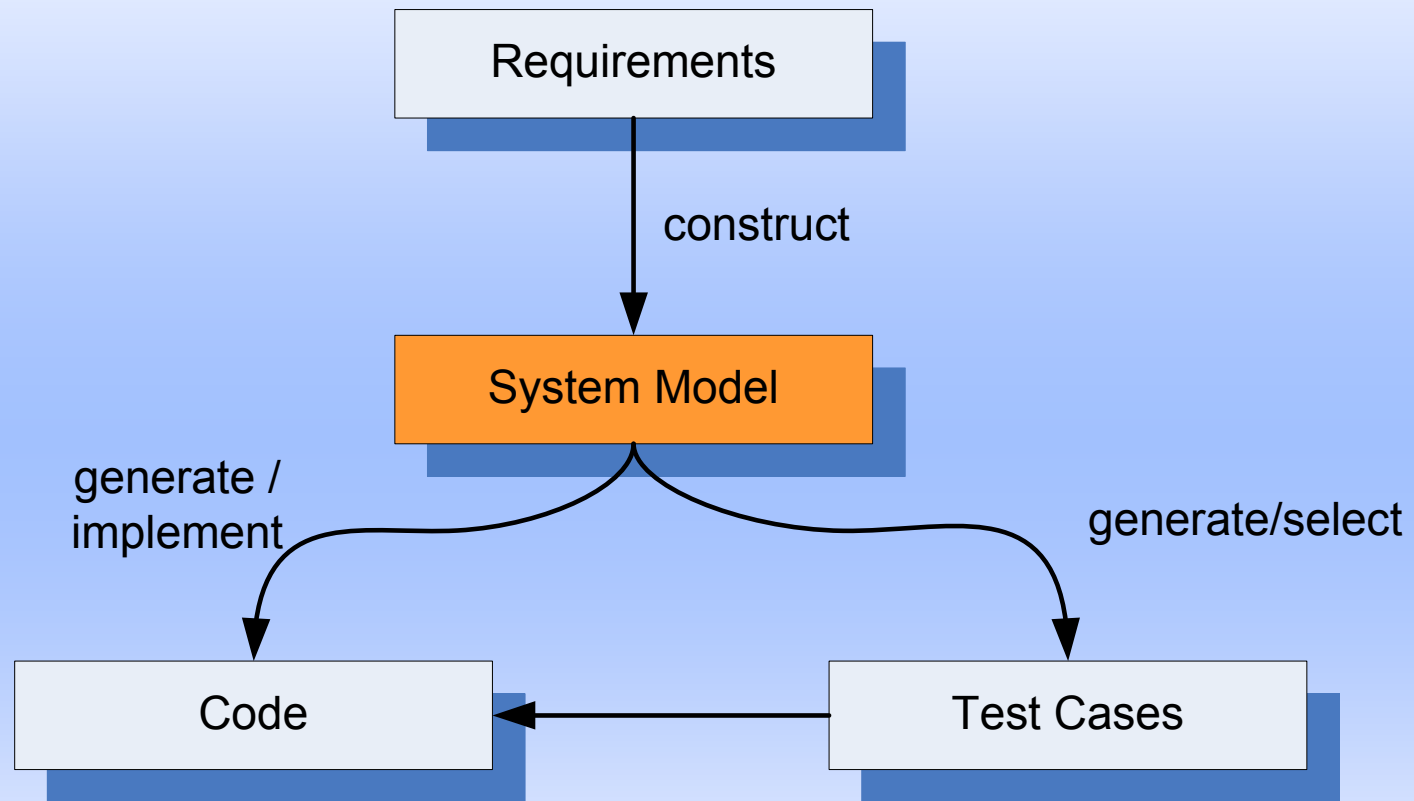 Requirements
construct
System Model
generate /
implement
generate/select
Code
Test Cases